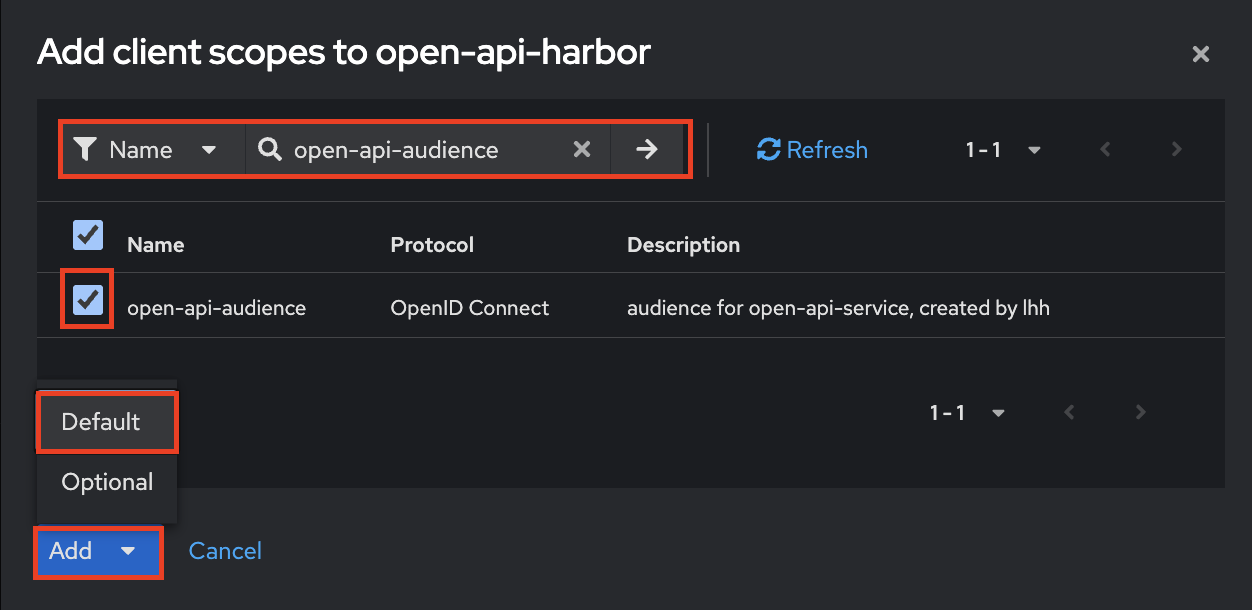 Add client scopes to open-api-harbor
Name open-api-audience Refresh 1 - 1
Name Protocol Description
open-api-audience OpenID Connect audience for open-api-service, created by lhh
1 - 1
Default
Optional
Add Cancel